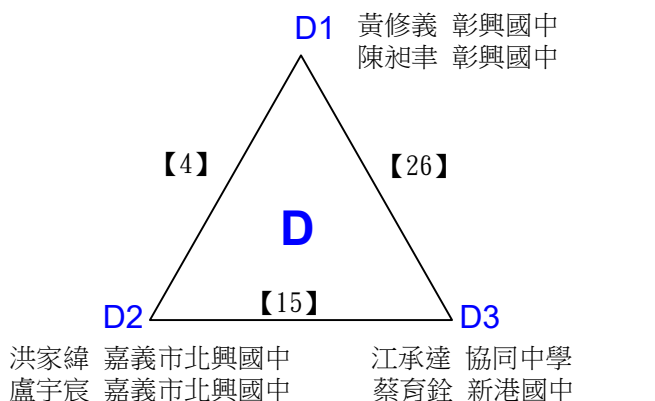 D1 黃修義 彰興國中
陳昶聿 彰興國中
【4】 【26】
D
【15】
D2 D3
洪家緯 嘉義市北興國中 江承達 協同中學
盧宇宸 嘉義市北興國中 蔡育銓 新港國中